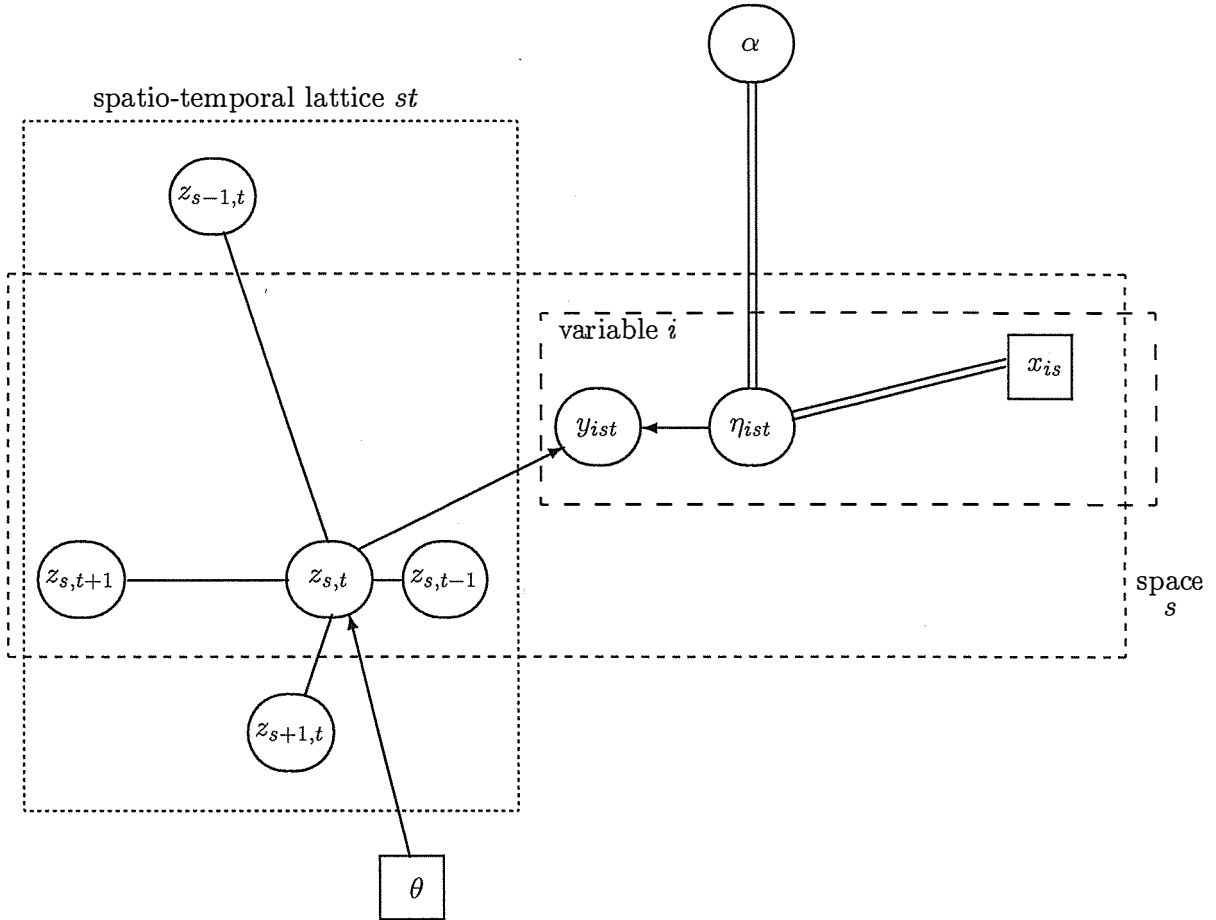 α
spatio-temporal lattice st
z_{s−1,t}
variable i
x_{is}
y_{ist}
η_{ist}
z_{s,t+1}
z_{s,t}
z_{s,t−1}
space
s
z_{s+1,t}
θ